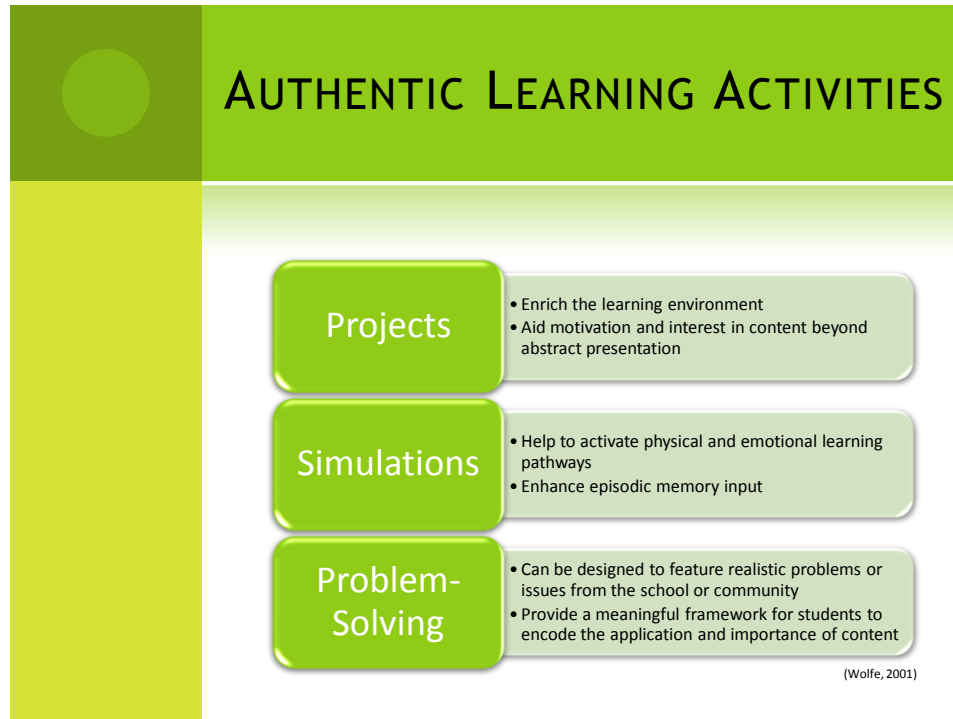 AUTHENTIC LEARNING ACTIVITIES
Projects
• Enrich the learning environment
• Aid motivation and interest in content beyond
abstract presentation
Simulations
• Help to activate physical and emotional learning
pathways
• Enhance episodic memory input
Problem-
Solving
• Can be designed to feature realistic problems or
issues from the school or community
• Provide a meaningful framework for students to
encode the application and importance of content
(Wolfe, 2001)